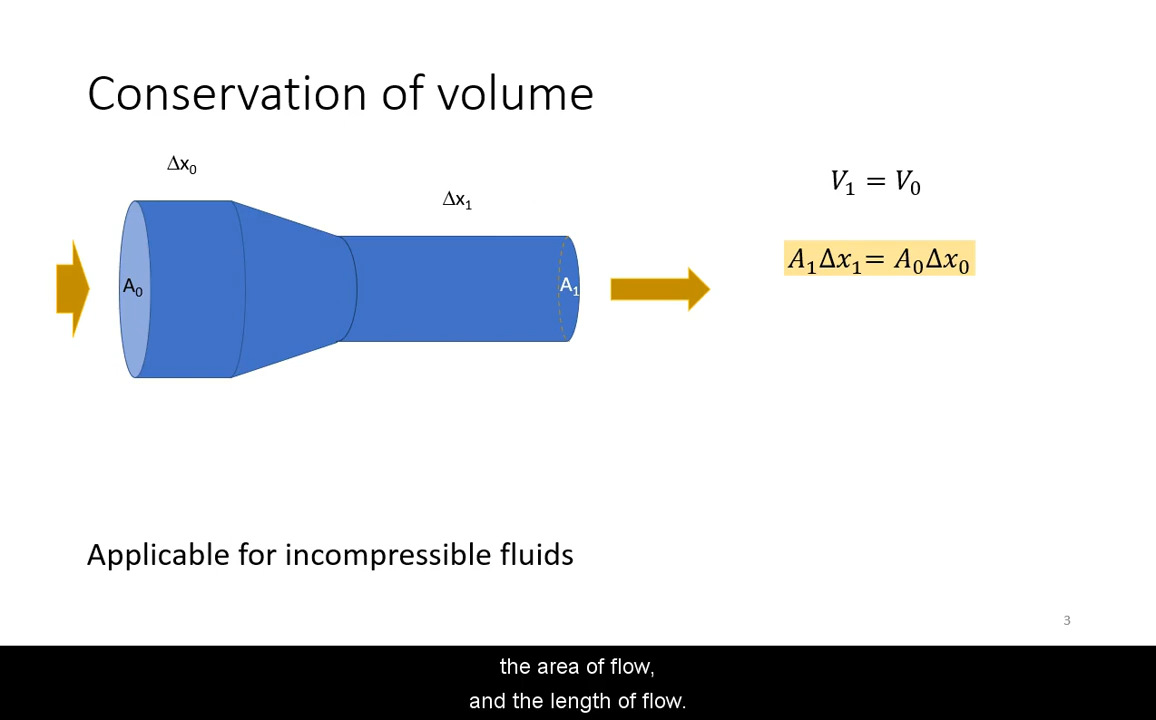 Conservation of volume
Δx₀
Δx₁
V₁ = V₀
A₁Δx₁= A₀Δx₀
A₀
A₁
Applicable for incompressible fluids
3
the area of flow,
and the length of flow.